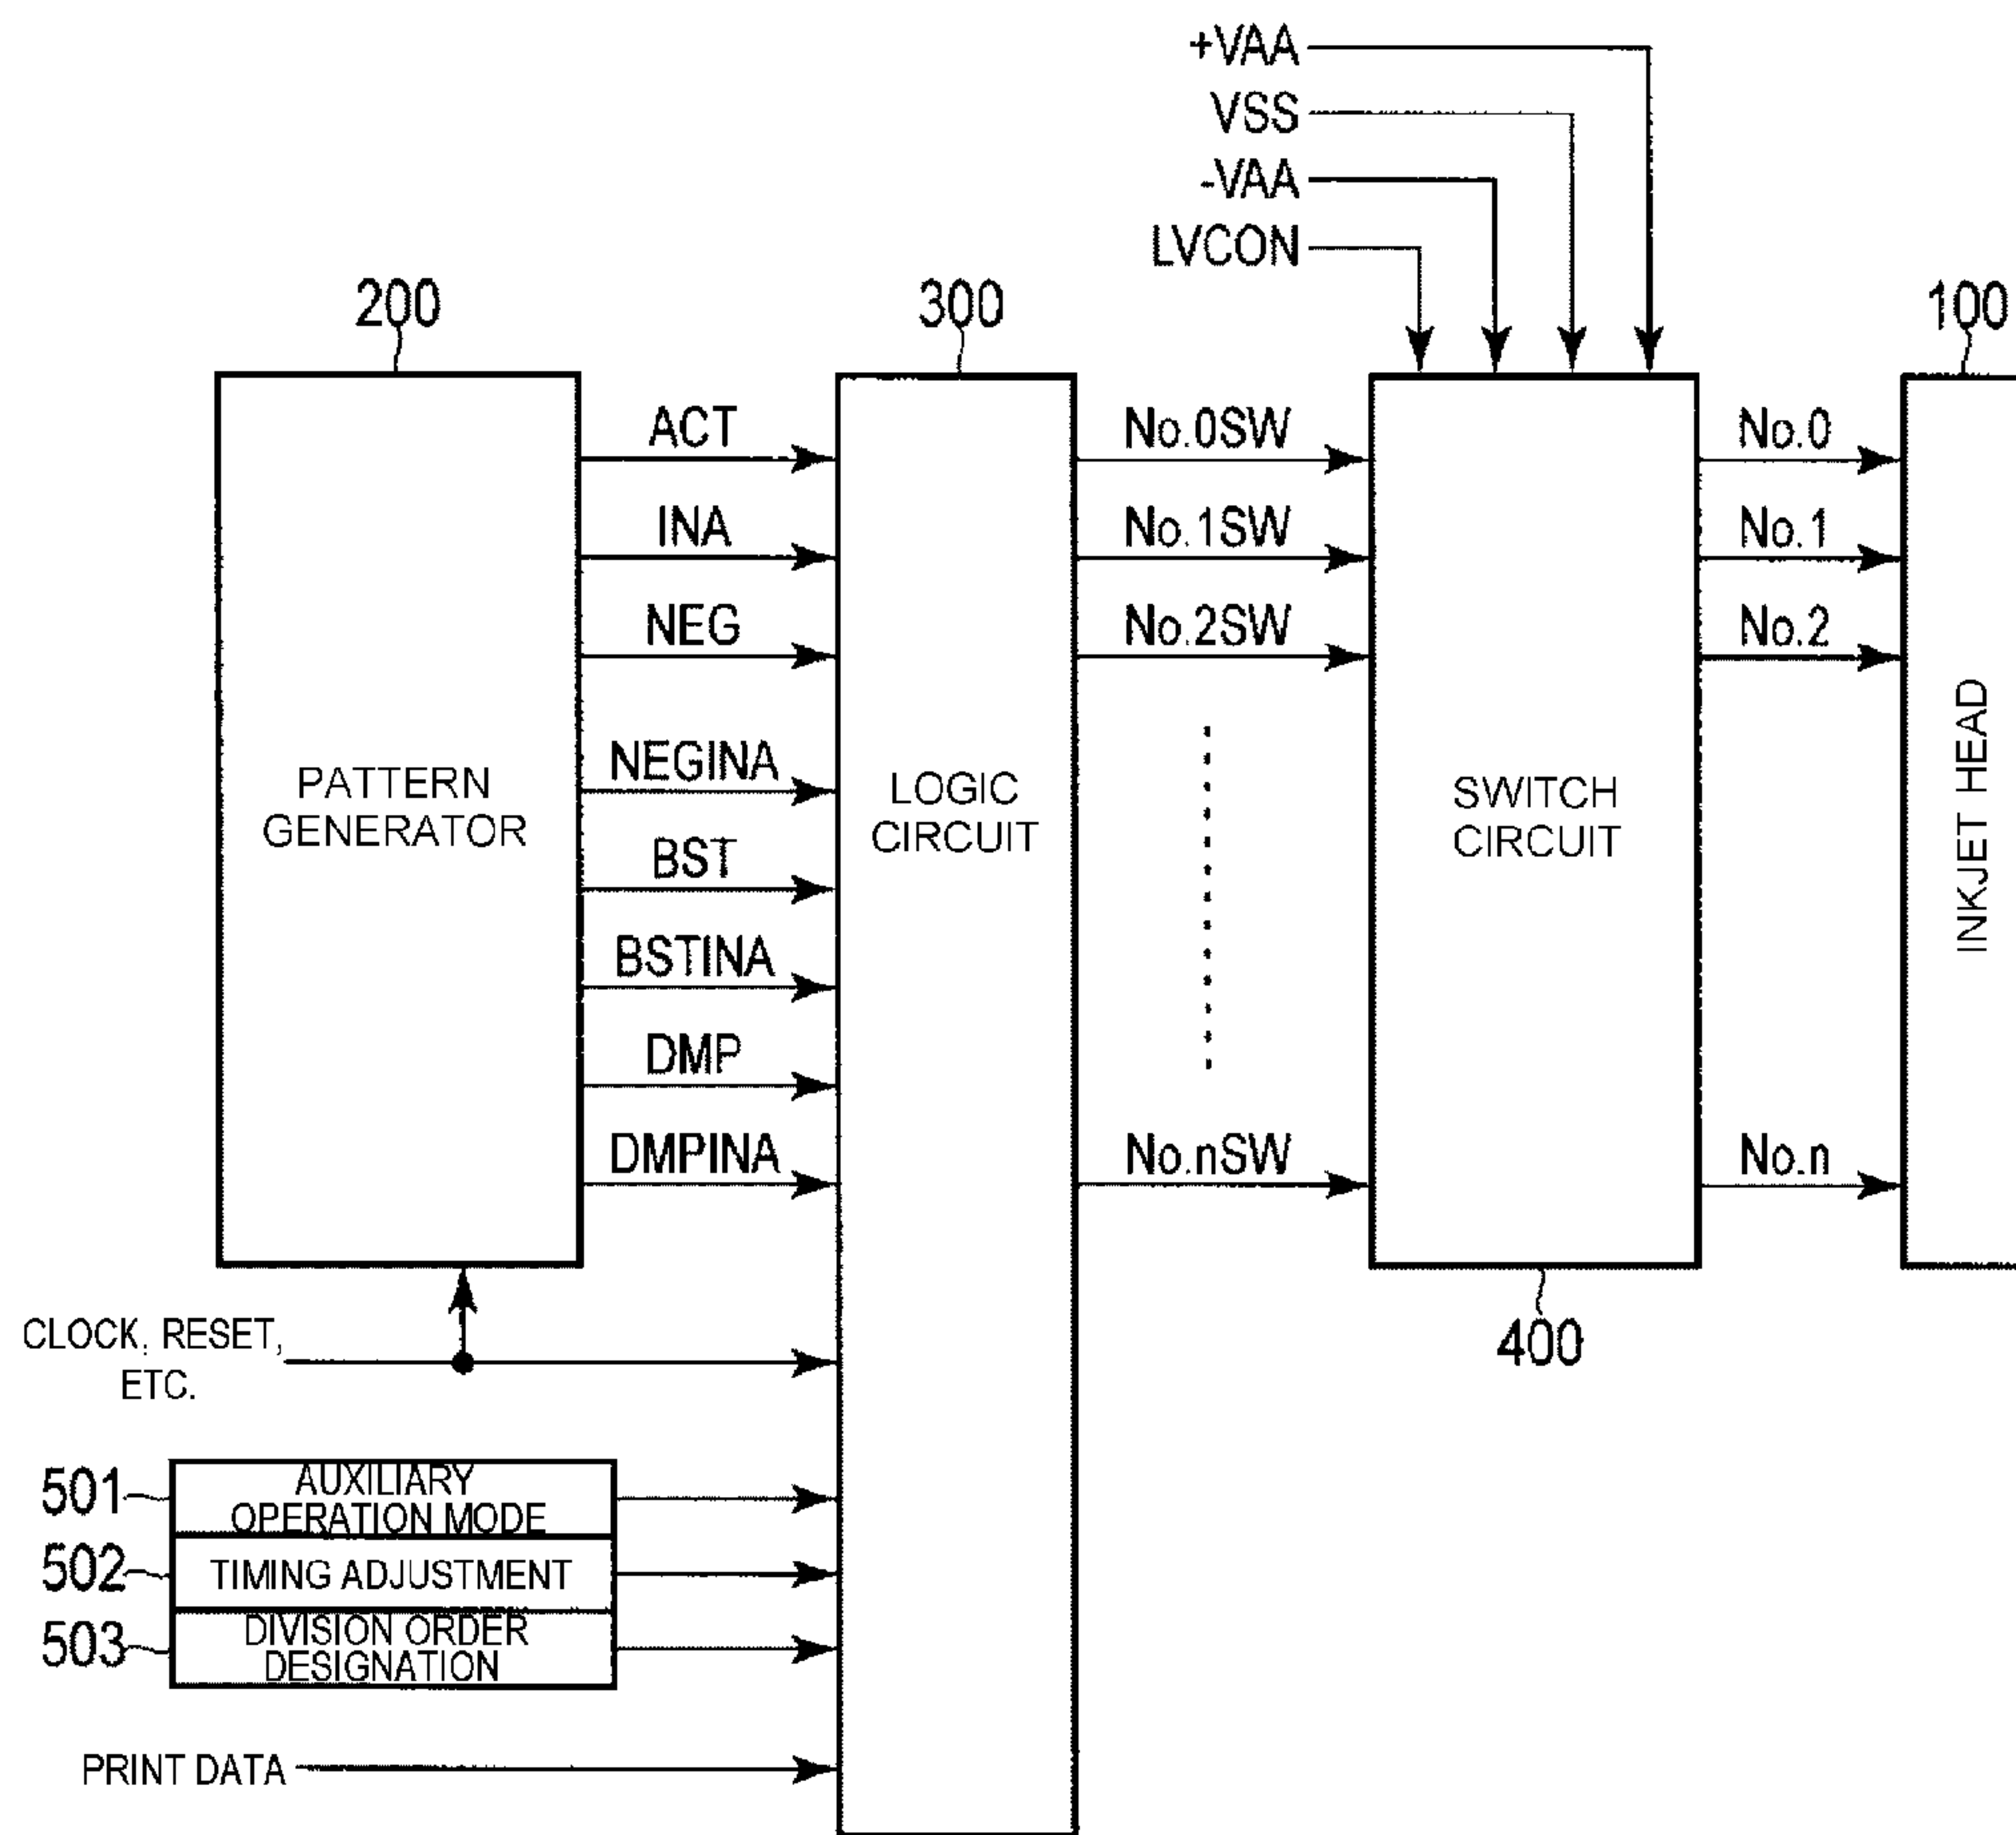 +VAA
VSS
-VAA
LVCON
200
300
100
ACT
INA
NEG
NEGINA
BST
BSTINA
DMP
DMPINA
PATTERN
GENERATOR
LOGIC
CIRCUIT
No.0SW
No.1SW
No.2SW
No.nSW
SWITCH
CIRCUIT
400
No.0
No.1
No.2
No.n
INKJET HEAD
CLOCK, RESET,
ETC.
501
AUXILIARY
OPERATION MODE
502
TIMING ADJUSTMENT
503
DIVISION ORDER
DESIGNATION
PRINT DATA